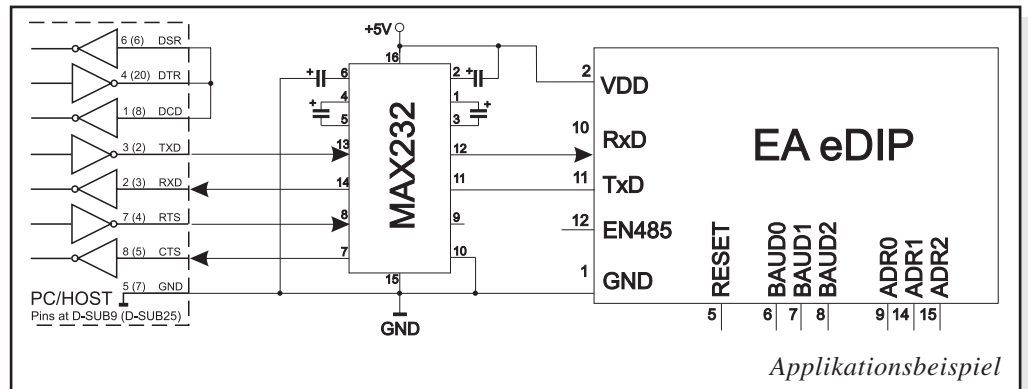 +5V
6 (6) DSR
4 (20) DTR
1 (8) DCD
3 (2) TXD
2 (3) RXD
7 (4) RTS
8 (5) CTS
5 (7) GND
PC/HOST
Pins at D-SUB9 (D-SUB25)
16
6
4
5
13
14
8
7
15
MAX232
2
1
3
12
11
9
10
GND
2 VDD
10 RxD
11 TxD
12 EN485
1 GND
EA eDIP
RESET
BAUD0
BAUD1
BAUD2
ADR0
ADR1
ADR2
5
6
7
8
9
14
15
+
+
+
+
Applikationsbeispiel